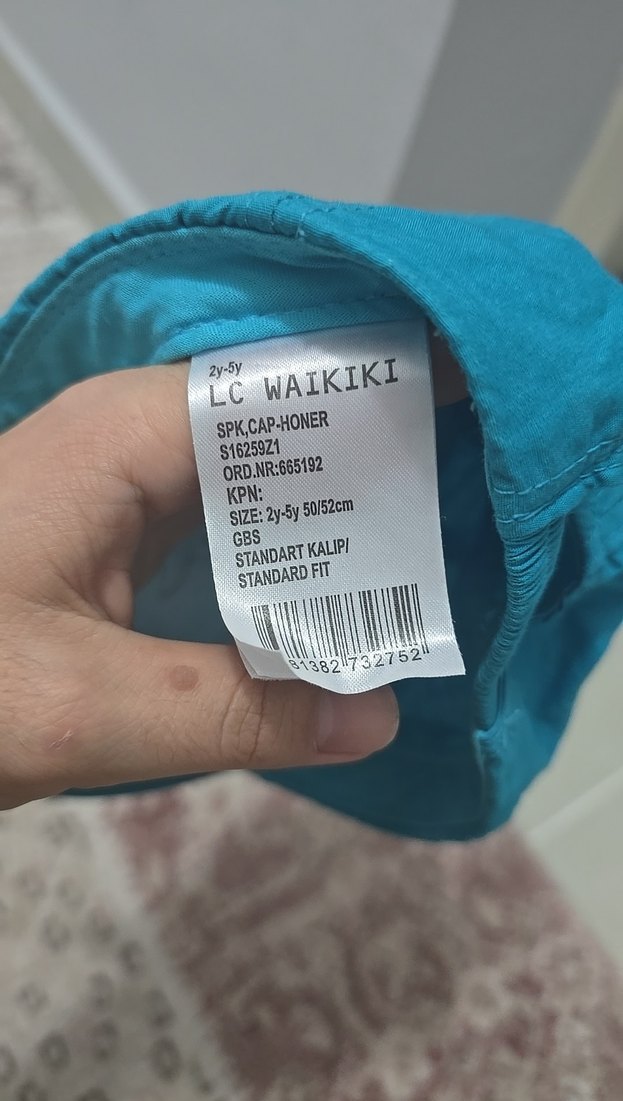 2y-5y
LC WAIKIKI
SPK,CAP-HONER
S16259Z1
ORD.NR:665192
KPN:
SIZE: 2y-5y 50/52cm
GBS
STANDART KALIP/
STANDARD FIT
81382 732752